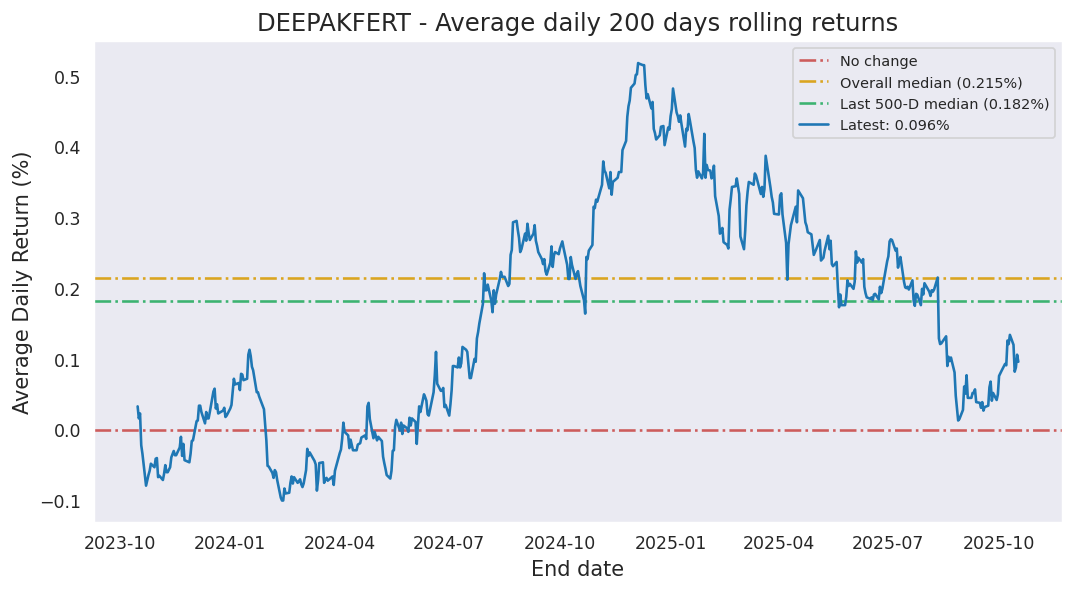 DEEPAKFERT - Average daily 200 days rolling returns
No change
Overall median (0.215%)
Last 500-D median (0.182%)
Latest: 0.096%
Average Daily Return (%)
0.5
0.4
0.3
0.2
0.1
0.0
−0.1
2023-10 2024-01 2024-04 2024-07 2024-10 2025-01 2025-04 2025-07 2025-10
End date